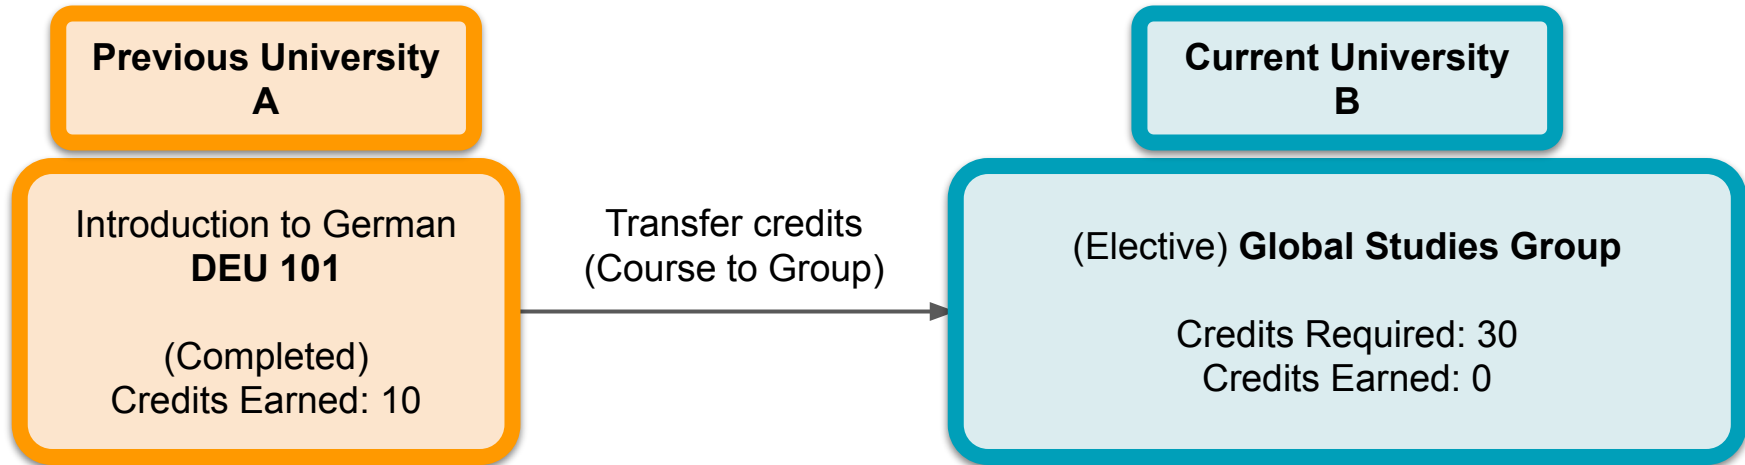 Previous University
A
Introduction to German
DEU 101
(Completed)
Credits Earned: 10
Transfer credits
(Course to Group)
Current University
B
(Elective) Global Studies Group
Credits Required: 30
Credits Earned: 0